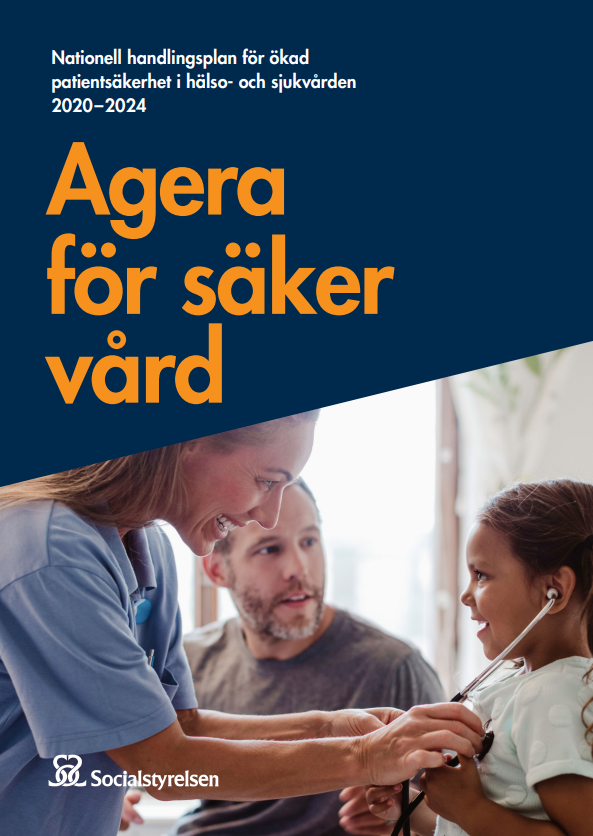 Nationell handlingsplan för ökad
patientsäkerhet i hälso- och sjukvården
2020–2024
Agera
för säker
vård
Socialstyrelsen